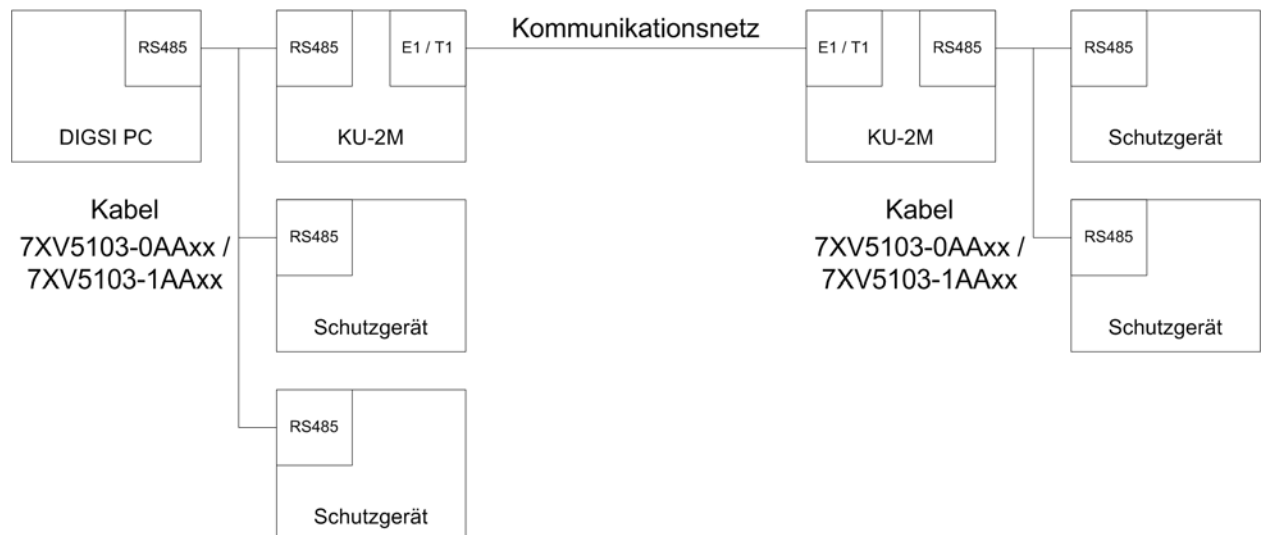 Kommunikationsnetz
RS485
RS485
E1 / T1
E1 / T1
RS485
RS485
DIGSI PC
KU-2M
KU-2M
Schutzgerät
Kabel
7XV5103-0AAxx /
7XV5103-1AAxx
RS485
Schutzgerät
Kabel
7XV5103-0AAxx /
7XV5103-1AAxx
RS485
Schutzgerät
RS485
Schutzgerät